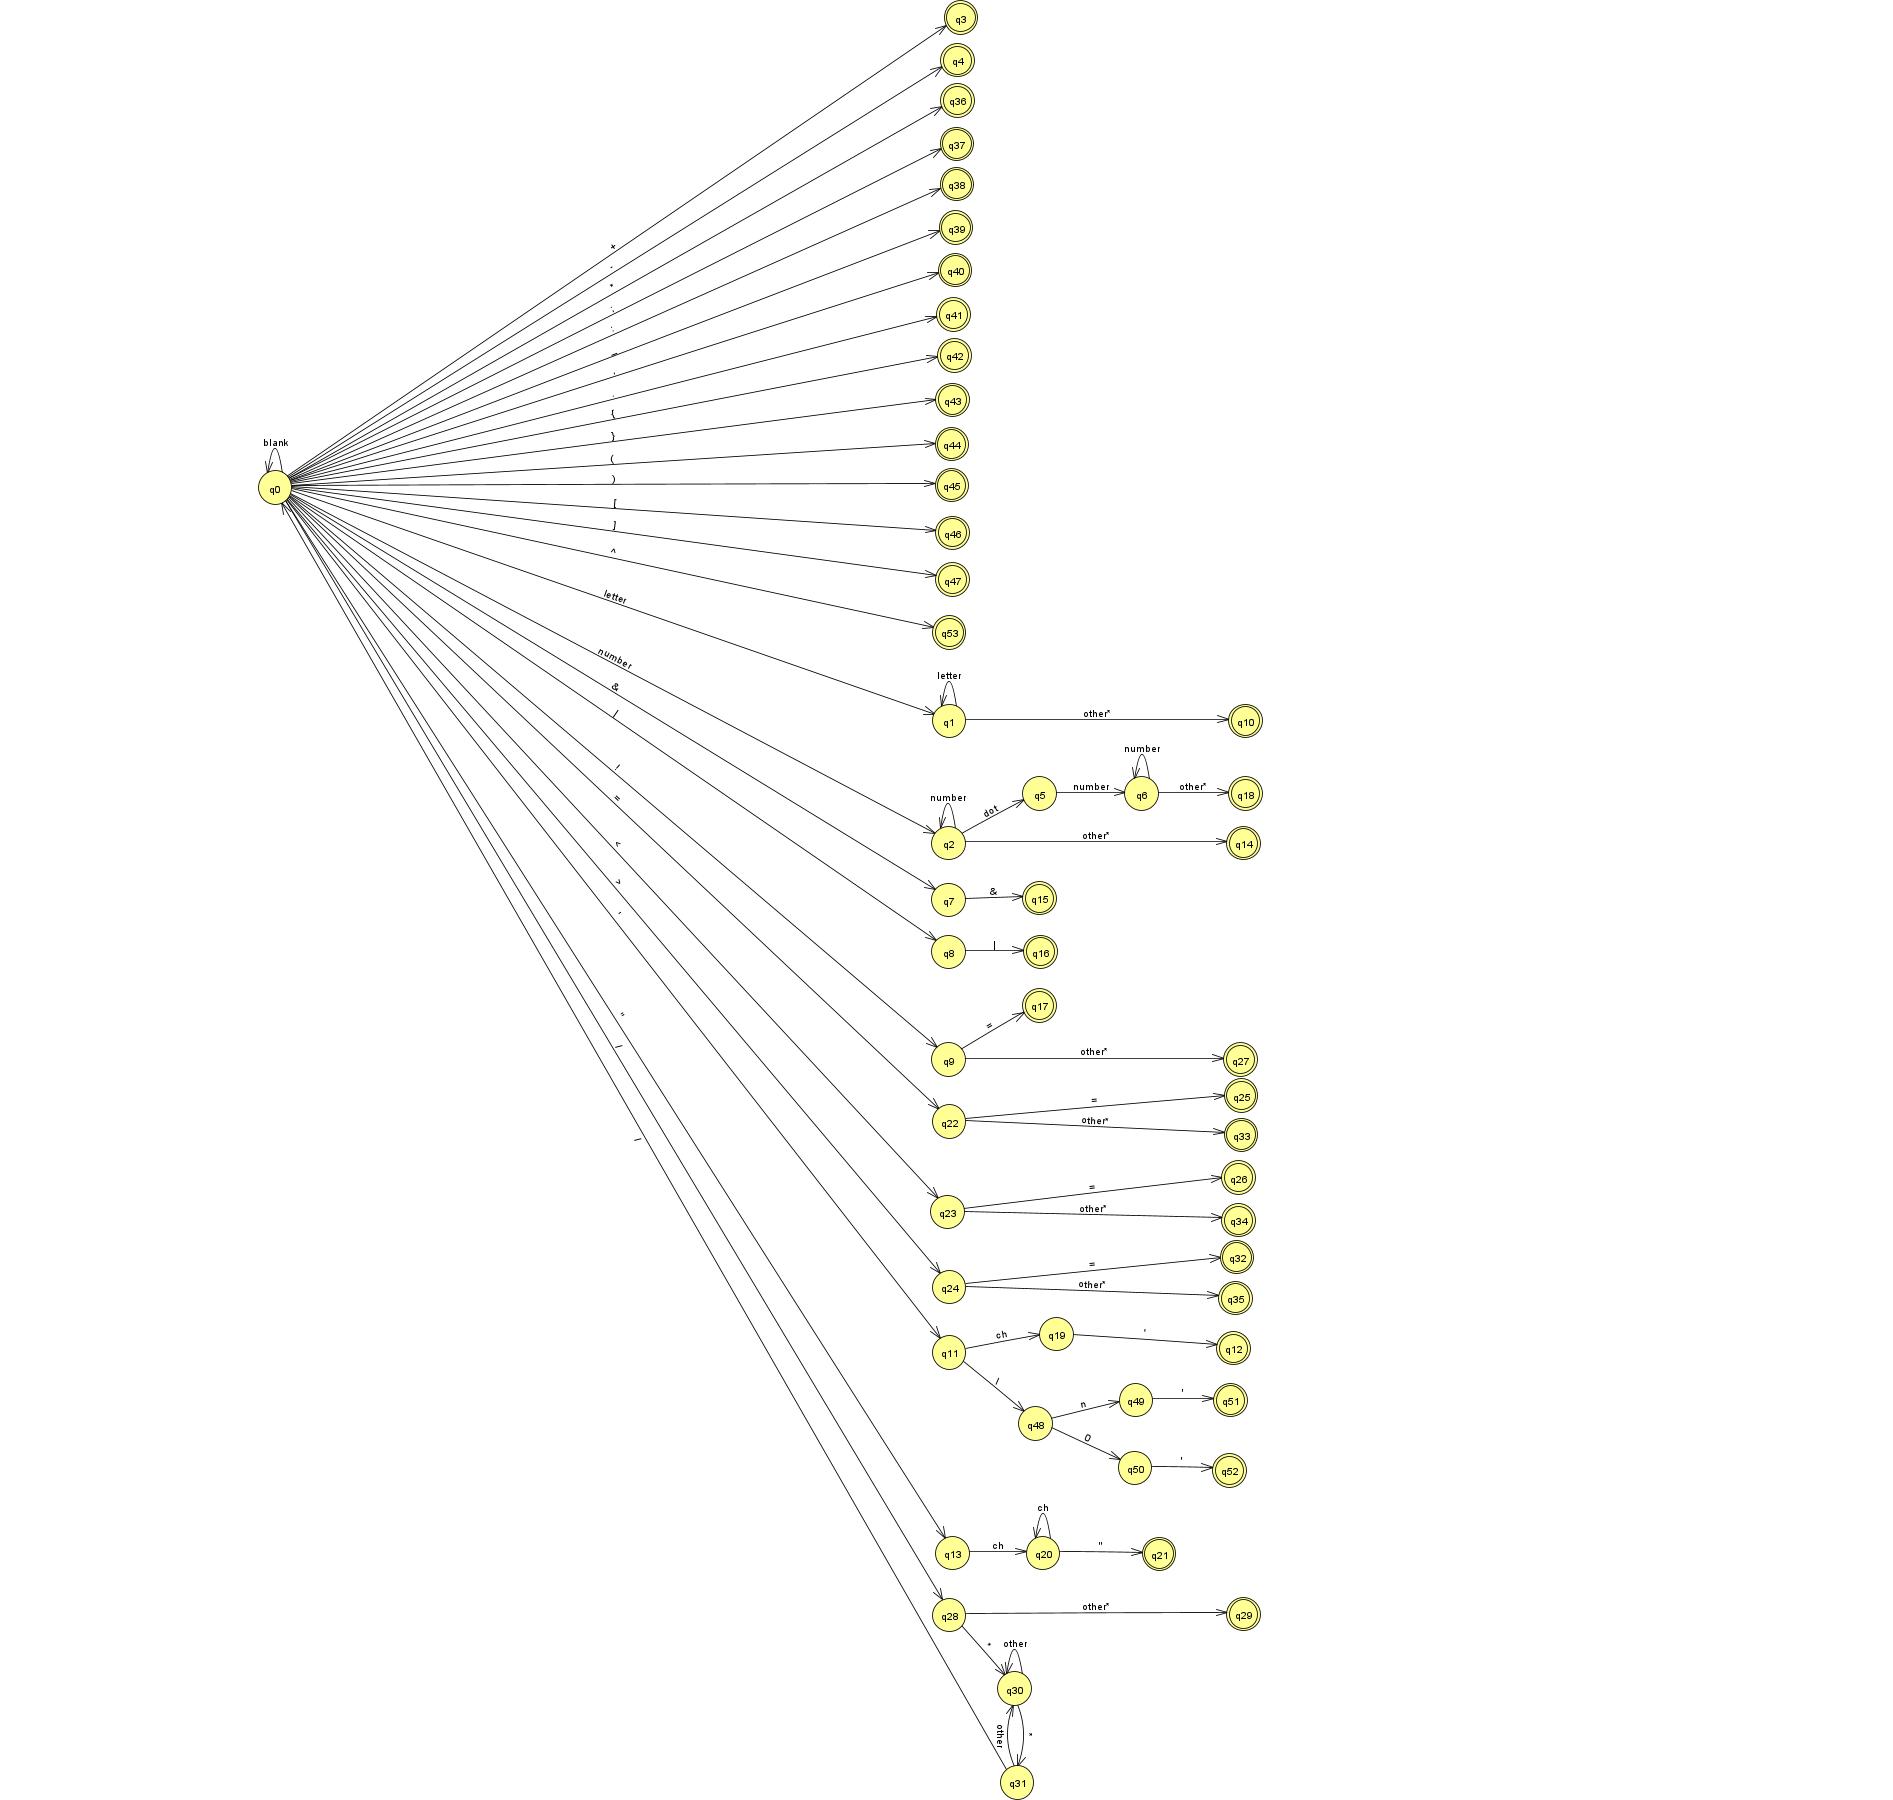 q3
q4
q36
q37
q38
q39
+
-
*
;
:
q40
q41
,
.
q42
{
q43
}
blank
q44
(
q0
)
q45
[
q46
]
^
q47
letter
q53
number
letter
&
|
q1
other*
q10
number
!
number
q5
number
q6
other*
q18
=
dot
q2
other*
q14
<
>
q7
&
q15
'
q8
|
q16
"
q17
/
=
q9
other*
q27
q22
=
q25
other*
q33
/
q23
=
q26
other*
q34
q24
=
q32
other*
q35
q11
ch
q19
'
q12
/
q48
n
q49
'
q51
0
q50
'
q52
ch
q13
ch
q20
"
q21
q28
other*
q29
*
other
q30
other
*
q31